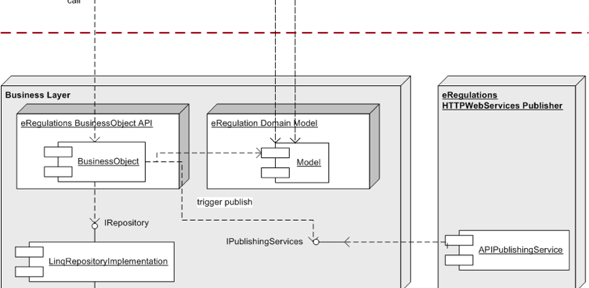 call
Business Layer
eRegulations
HTTPWebServices Publisher
eRegulations BusinessObject API
eRegulation Domain Model
BusinessObject
Model
trigger publish
IRepository
IPublishingServices
APIPublishingService
LinqRepositoryImplementation